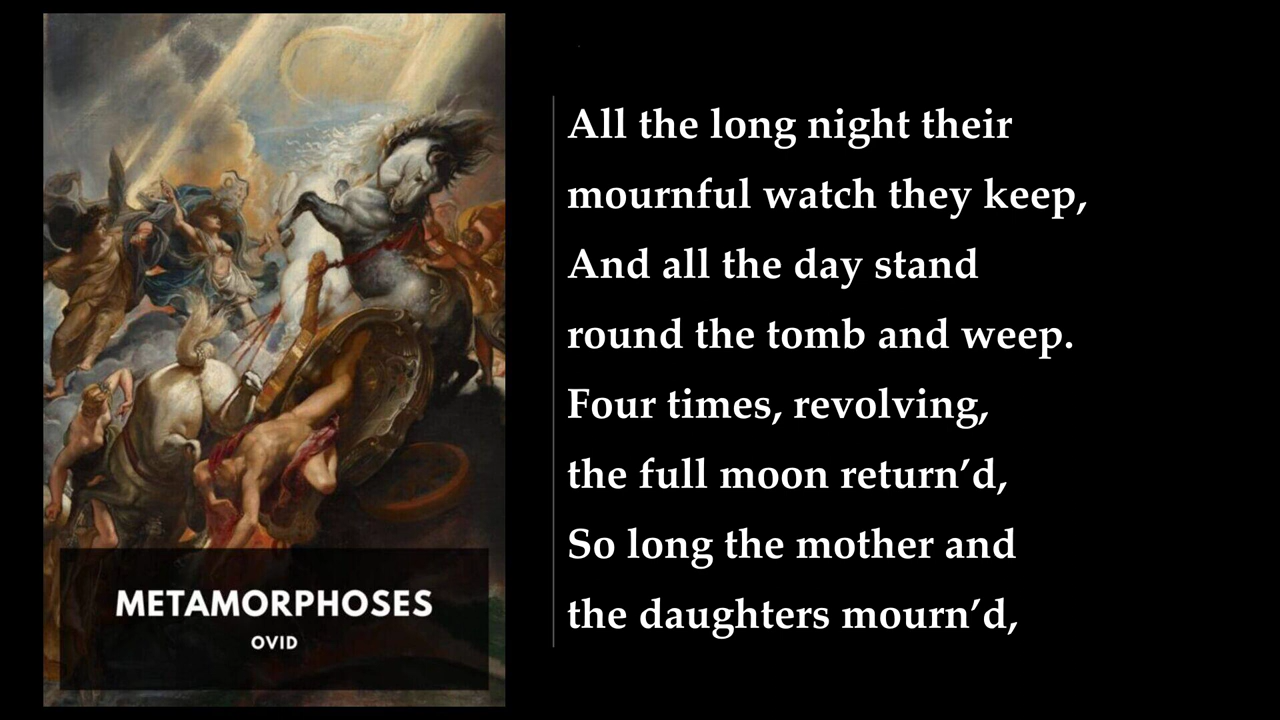 METAMORPHOSES
OVID
All the long night their
mournful watch they keep,
And all the day stand
round the tomb and weep.
Four times, revolving,
the full moon return’d,
So long the mother and
the daughters mourn’d,